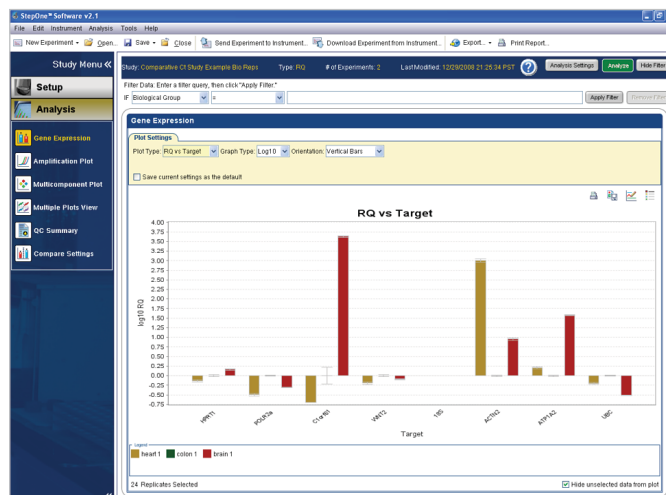 StepOne™ Software v2.1
File Edit Instrument Analysis Tools Help
New Experiment Open... Save Close Send Experiment to Instrument... Download Experiment from Instrument... Export... Print Report...
Study Menu «
Study: Comparative Ct Study Example Bio Reps Type: RQ # of Experiments: 2 Last Modified: 12/29/2008 21:25:34 PST ? Analysis Settings Analyze Hide Filter
Setup
Analysis
Filter Data: Enter a filter query, then click "Apply Filter."
IF Biological Group = Apply Filter Remove Filter
Gene Expression
Amplification Plot
Multicomponent Plot
Multiple Plots View
QC Summary
Compare Settings
Gene Expression
Plot Settings
Plot Type: RQ vs Target Graph Type: Log10 Orientation: Vertical Bars
Save current settings as the default
RQ vs Target
4.00
3.75
3.50
3.25
3.00
2.75
2.50
2.25
2.00
1.75
1.50
1.25
1.00
0.75
0.50
0.25
0.00
-0.25
-0.50
-0.75
log10 RQ
HPRT1 POLR2a C1orf61 WNT2 18S ACTN2 ATP1A2 UBC
Target
Legend
heart 1 colon 1 brain 1
24 Replicates Selected Hide unselected data from plot
«